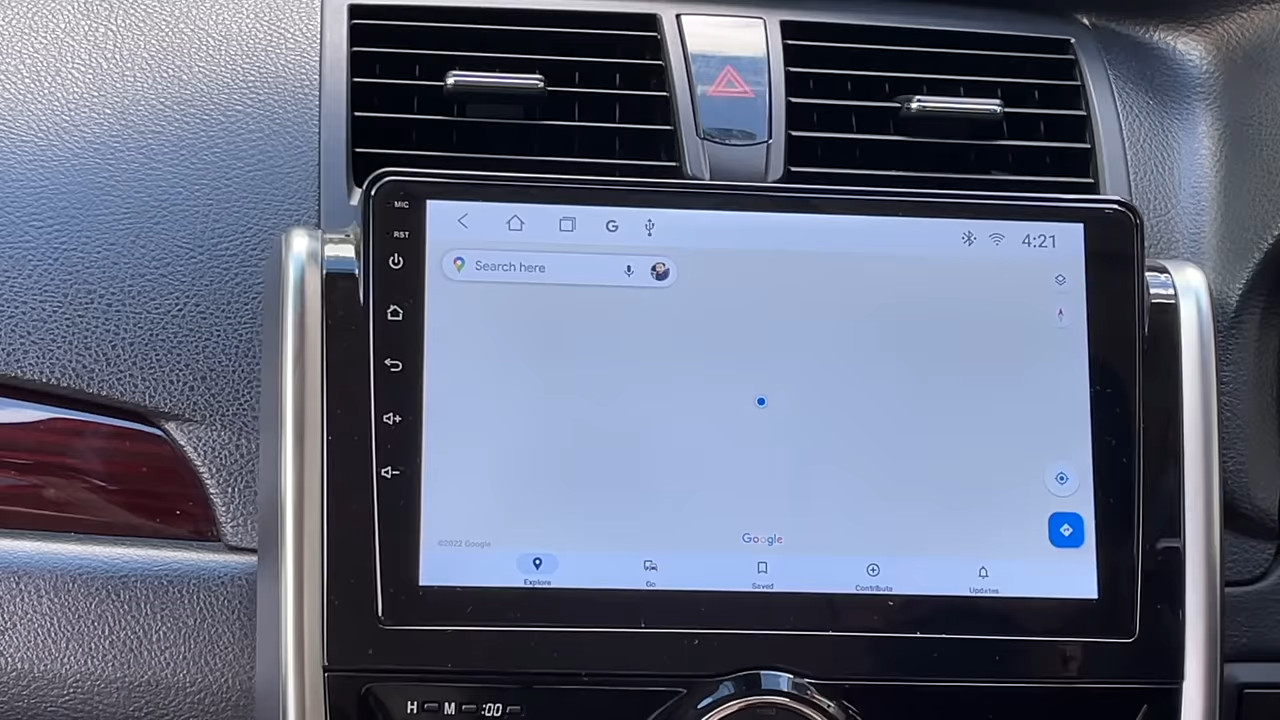 MIC
RST
G
4:21
Search here
©2022 Google
Google
Explore
Go
Saved
Contribute
Updates
H M :00